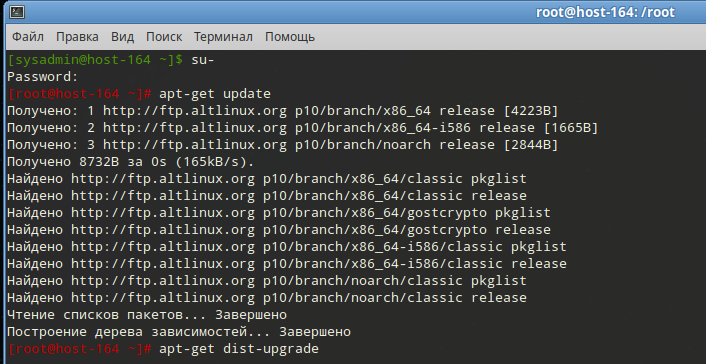 root@host-164: /root
Файл Правка Вид Поиск Терминал Помощь
[sysadmin@host-164 ~]$ su-
Password:
[root@host-164 ~]# apt-get update
Получено: 1 http://ftp.altlinux.org p10/branch/x86_64 release [4223B]
Получено: 2 http://ftp.altlinux.org p10/branch/x86_64-i586 release [1665B]
Получено: 3 http://ftp.altlinux.org p10/branch/noarch release [2844B]
Получено 8732B за 0s (165kB/s).
Найдено http://ftp.altlinux.org p10/branch/x86_64/classic pkglist
Найдено http://ftp.altlinux.org p10/branch/x86_64/classic release
Найдено http://ftp.altlinux.org p10/branch/x86_64/gostcrypto pkglist
Найдено http://ftp.altlinux.org p10/branch/x86_64/gostcrypto release
Найдено http://ftp.altlinux.org p10/branch/x86_64-i586/classic pkglist
Найдено http://ftp.altlinux.org p10/branch/x86_64-i586/classic release
Найдено http://ftp.altlinux.org p10/branch/noarch/classic pkglist
Найдено http://ftp.altlinux.org p10/branch/noarch/classic release
Чтение списков пакетов... Завершено
Построение дерева зависимостей... Завершено
[root@host-164 ~]# apt-get dist-upgrade